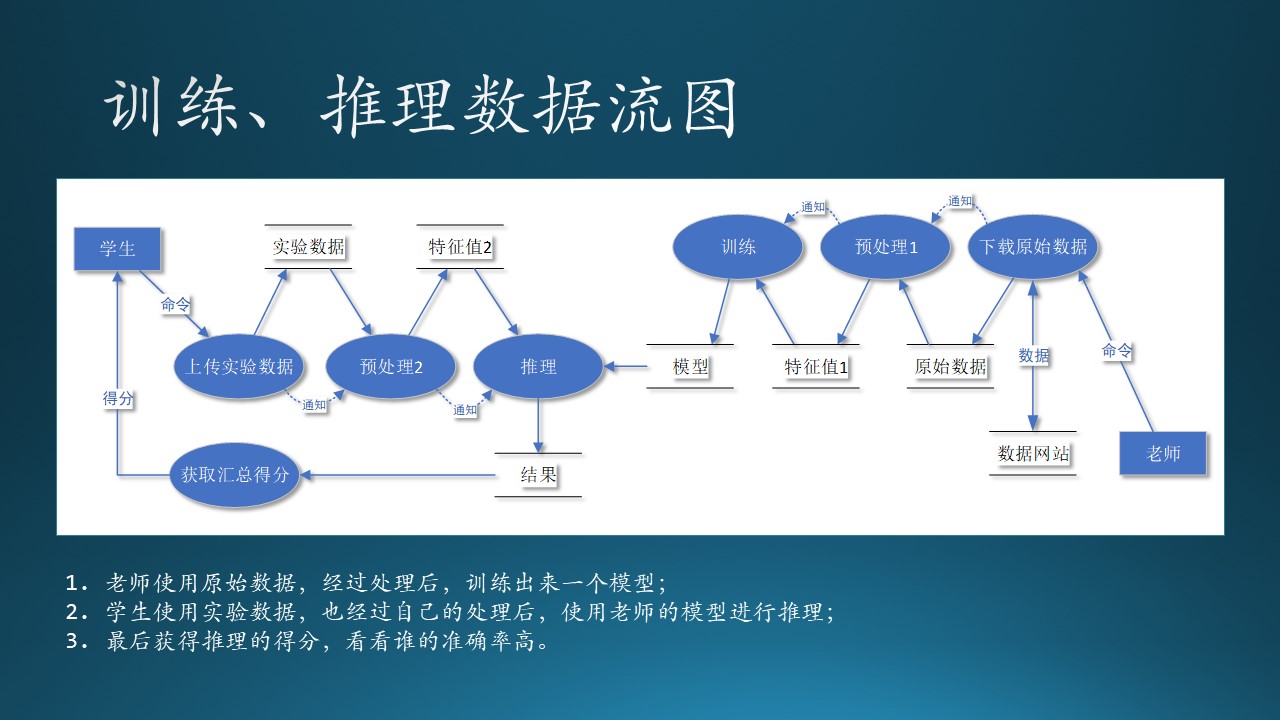 训练、推理数据流图
学生
实验数据
特征值2
训练
通知
预处理1
通知
下载原始数据
命令
上传实验数据
通知
预处理2
通知
推理
模型
特征值1
原始数据
数据
命令
得分
获取汇总得分
结果
数据网站
老师
1. 老师使用原始数据，经过处理后，训练出来一个模型；
2. 学生使用实验数据，也经过自己的处理后，使用老师的模型进行推理；
3. 最后获得推理的得分，看看谁的准确率高。